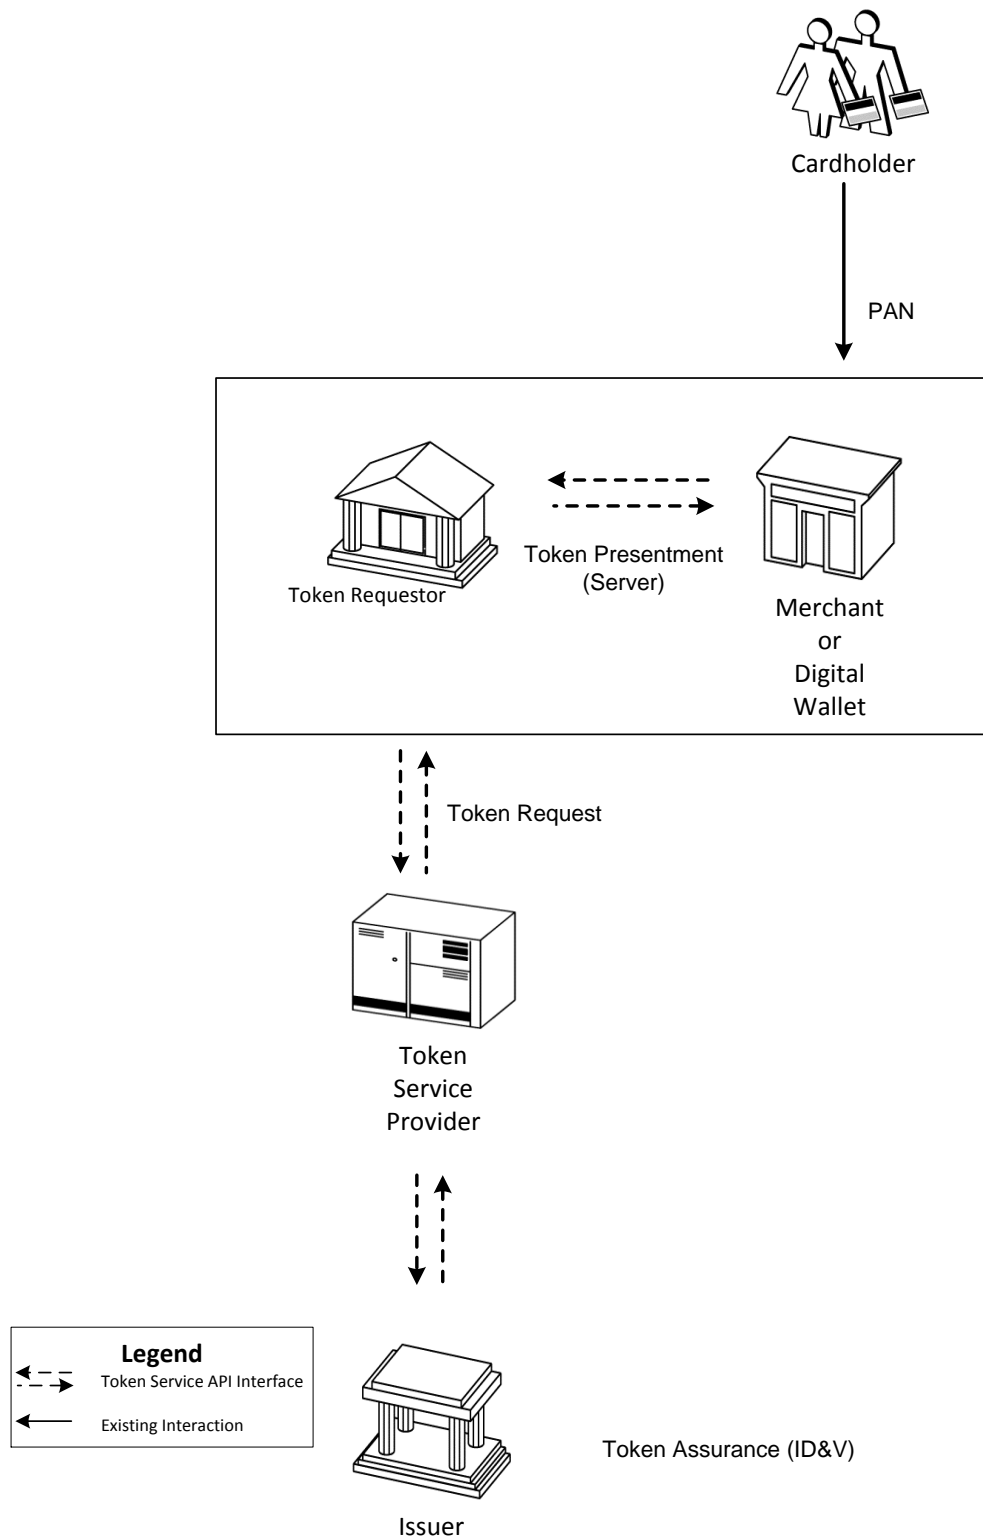 Cardholder
PAN
Token Requestor
Token Presentment
(Server)
Merchant
or
Digital
Wallet
Token Request
Token
Service
Provider
Legend
Token Service API Interface
Existing Interaction
Token Assurance (ID&V)
Issuer